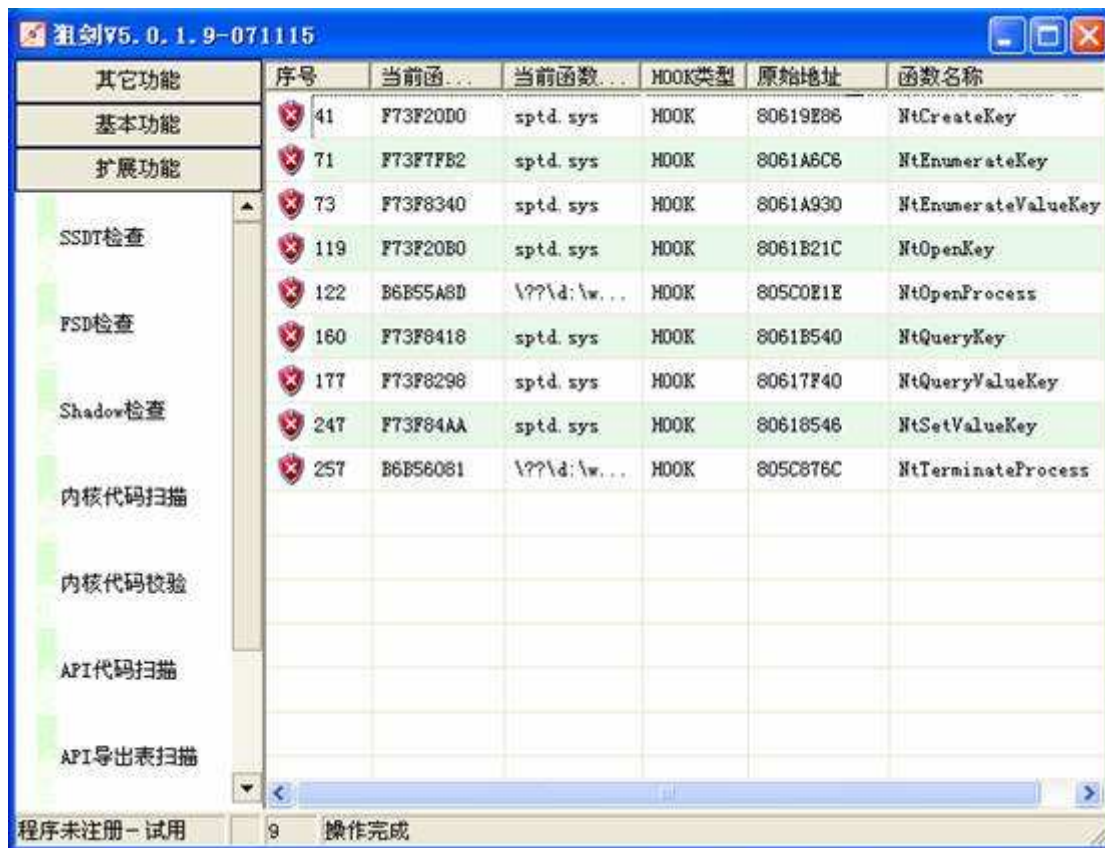 狙剑V5.0.1.9-071115
其它功能
基本功能
扩展功能
SSDT检查
FSD检查
Shadow检查
内核代码扫描
内核代码校验
API代码扫描
API导出表扫描
序号 当前函... 当前函数... HOOK类型 原始地址 函数名称
41 F73F20D0 sptd.sys HOOK 80619E86 NtCreateKey
71 F73F7FB2 sptd.sys HOOK 8061A6C6 NtEnumerateKey
73 F73F8340 sptd.sys HOOK 8061A930 NtEnumerateValueKey
119 F73F20B0 sptd.sys HOOK 8061B21C NtOpenKey
122 B6B55A8D \??\d:\w... HOOK 805C0E1E NtOpenProcess
160 F73F8418 sptd.sys HOOK 8061B540 NtQueryKey
177 F73F8298 sptd.sys HOOK 80617F40 NtQueryValueKey
247 F73F84AA sptd.sys HOOK 80618546 NtSetValueKey
257 B6B56081 \??\d:\w... HOOK 805C876C NtTerminateProcess
程序未注册-试用 9 操作完成